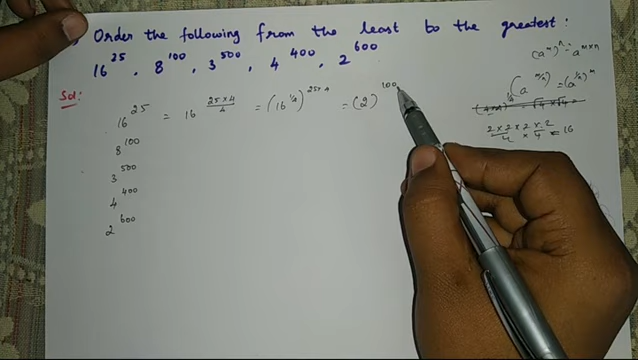 Order the following from the least to the greatest :
16^25 , 8^100 , 3^500 , 4^400 , 2^600
(a^m)^n = a^m×n
Sol:
16^25 = 16^(25×4/4) = (16^1/4)^25×4 = (2)^100
8^100
3^500
4^400
2^600
(a^m/n) = (a^1/n)^m
2×2×2×2 = 16